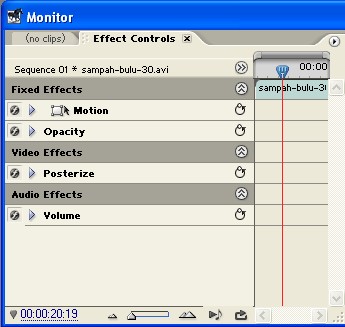 Monitor
(no clips) Effect Controls
Sequence 01 * sampah-bulu-30.avi
00:00
Fixed Effects
sampah-bulu-30
Motion
Opacity
Video Effects
Posterize
Audio Effects
Volume
00:00:20:19